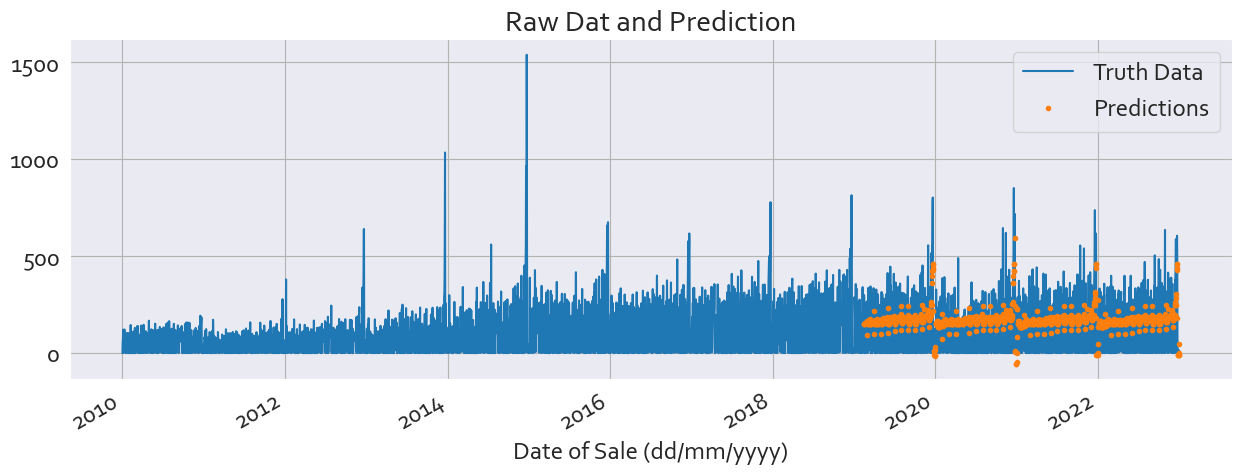 Raw Dat and Prediction
1500
1000
500
0
Truth Data
Predictions
2010
2012
2014
2016
2018
2020
2022
Date of Sale (dd/mm/yyyy)